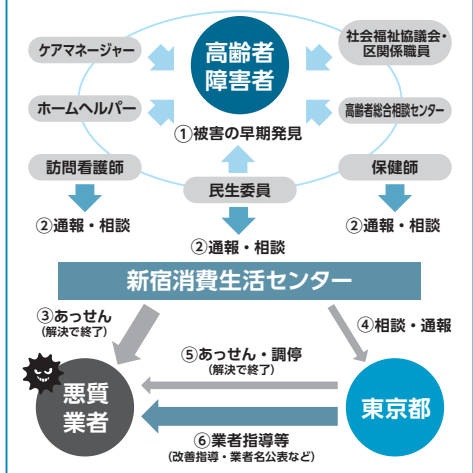 ケアマネージャー
高齢者
障害者
社会福祉協議会・
区関係職員
ホームヘルパー
高齢者総合相談センター
①被害の早期発見
訪問看護師
保健師
民生委員
②通報・相談
②通報・相談
②通報・相談
新宿消費生活センター
③あっせん
(解決で終了)
④相談・通報
⑤あっせん・調停
(解決で終了)
悪質
業者
東京都
⑥業者指導等
(改善指導・業者名公表など)